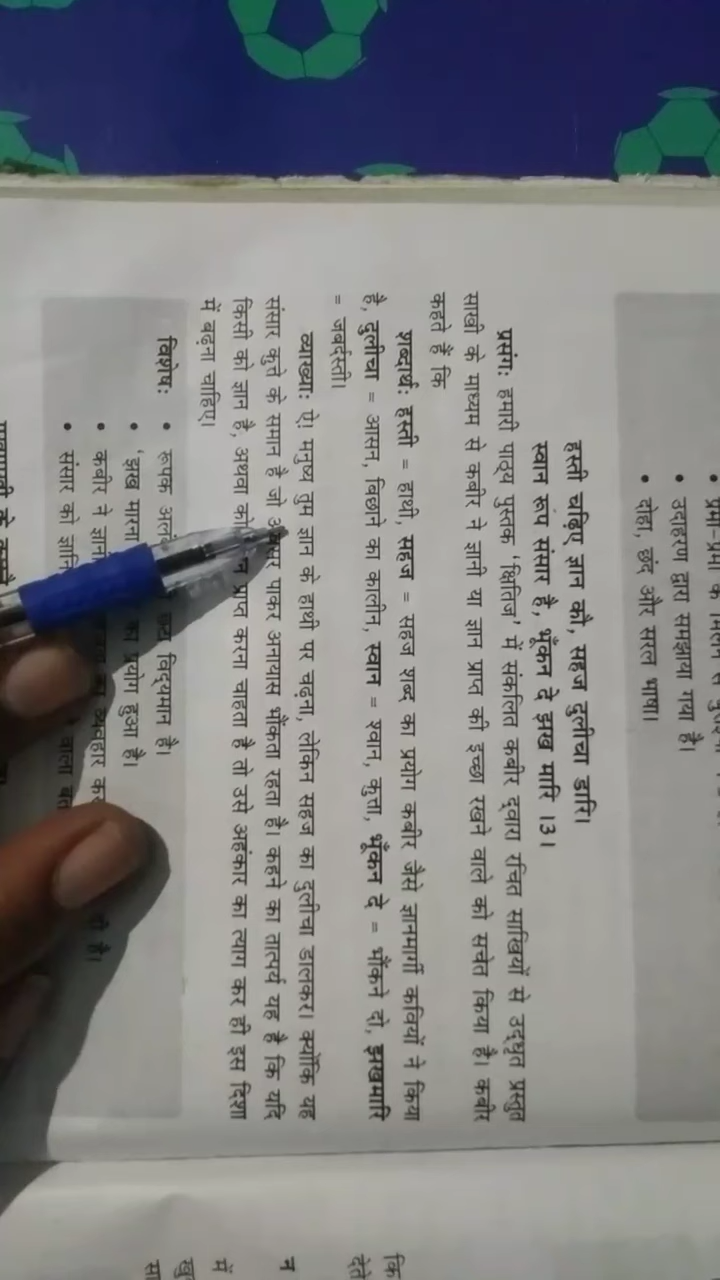 • प्रेमी-प्रेमी के मिलन से
• उदाहरण द्वारा समझाया गया है।
• दोहा, छंद और सरल भाषा।
हस्ती चढ़िए ज्ञान कौ, सहज दुलीचा डारि।
स्वान रूप संसार है, भूँकन दे झख मारि ।3।
प्रसंग: हमारी पाठ्य पुस्तक ‘क्षितिज’ में संकलित कबीर द्वारा रचित साखियों से उद्धृत प्रस्तुत
साखी के माध्यम से कबीर ने ज्ञानी या ज्ञान प्राप्त की इच्छा रखने वाले को सचेत किया है। कबीर
कहते हैं कि
शब्दार्थ: हस्ती = हाथी, सहज = सहज शब्द का प्रयोग कबीर जैसे ज्ञानमार्गी कवियों ने किया
है, दुलीचा = आसन, बिछाने का कालीन, स्वान = श्वान, कुत्ता, भूँकन दे = भौंकने दो, झखमारि
= जबर्दस्ती।
व्याख्या: ऐ! मनुष्य तुम ज्ञान के हाथी पर चढ़ना, लेकिन सहज का दुलीचा डालकर। क्योंकि यह
संसार कुत्ते के समान है जो पाकर अनायास भौंकता रहता है। कहने का तात्पर्य यह है कि यदि
किसी को ज्ञान है, अथवा प्राप्त करना चहता है तो उसे अहंकार का त्याग कर ही इस दिशा
में बढ़ना चाहिए।
विशेष: • रूपक विद्यमान है।
• ‘झख मारना का प्रयोग हुआ है।
• कबीर ने ज्ञान व्यवहार है।
• संसार को वाला
कि
देते
न
में
खु
सा